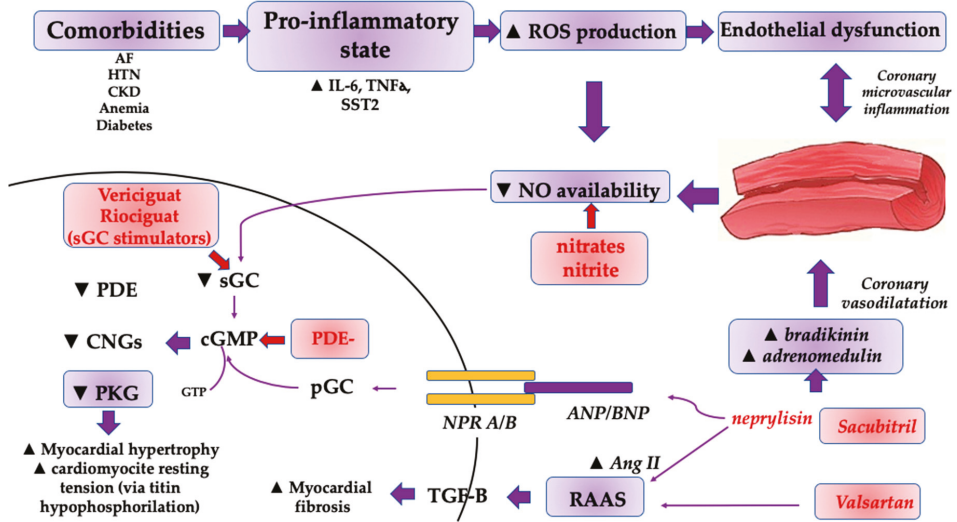 Comorbidities
AF
HTN
CKD
Anemia
Diabetes
Pro-inflammatory
state
▲ IL-6, TNFa,
SST2
▲ ROS production
Endothelial dysfunction
Coronary
microvascular
inflammation
Vericiguat
Riociguat
(sGC stimulators)
▼ NO availability
nitrates
nitrite
▼ sGC
▼ PDE
Coronary
vasodilatation
▼ CNGs
cGMP
PDE-
▲ bradikinin
▲ adrenomedulin
▼ PKG
GTP
pGC
NPR A/B
ANP/BNP
neprylisin
Sacubitril
▲ Myocardial hypertrophy
▲ cardiomyocite resting
tension (via titin
hypophosphorilation)
▲ Myocardial
fibrosis
TGF-B
▲ Ang II
RAAS
Valsartan